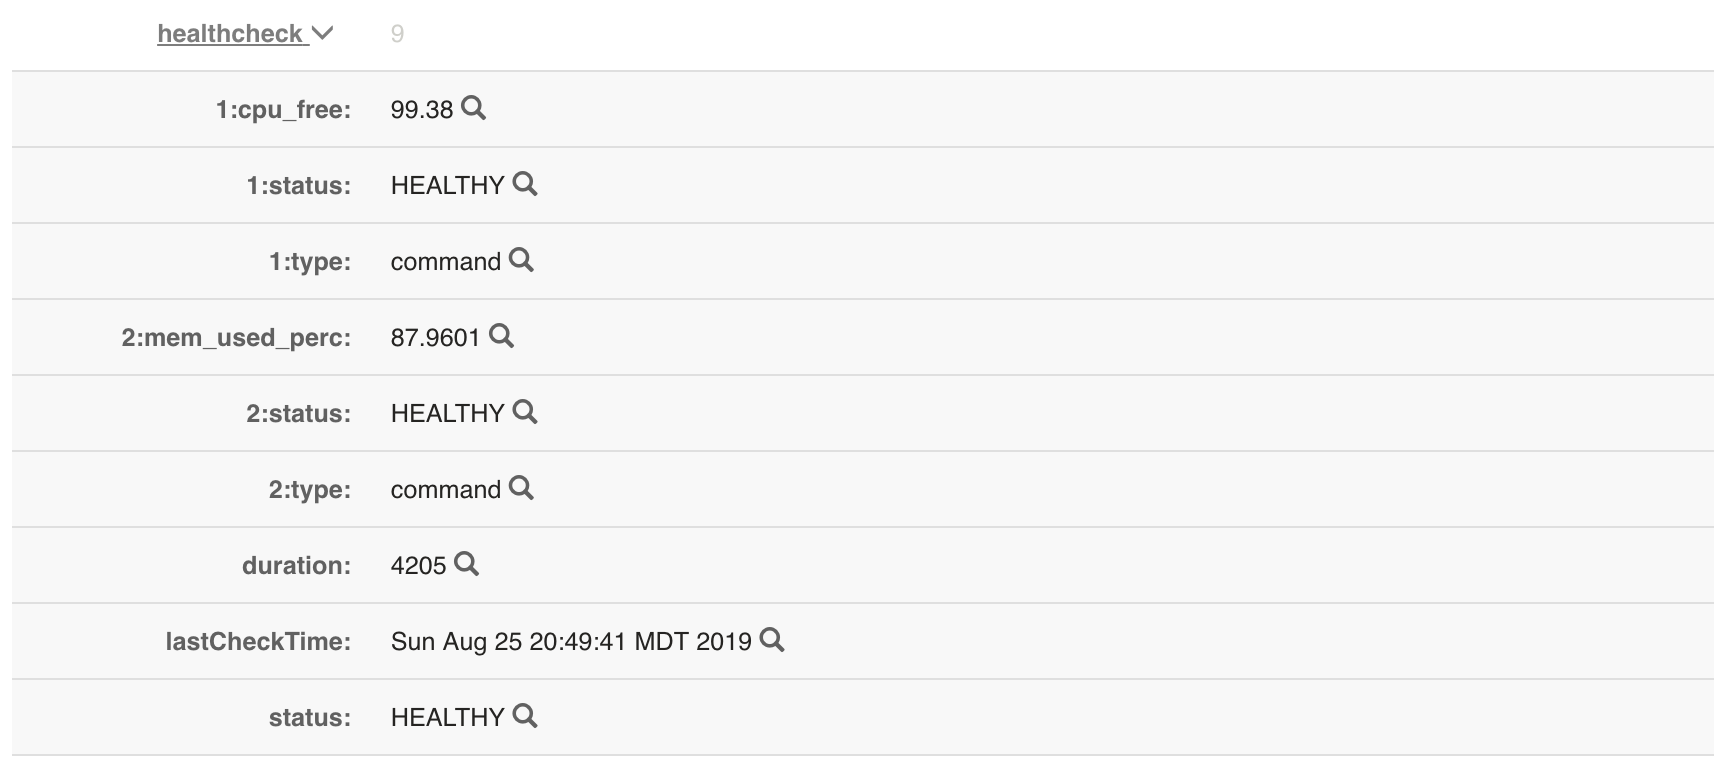 healthcheck 9
1:cpu_free: 99.38
1:status: HEALTHY
1:type: command
2:mem_used_perc: 87.9601
2:status: HEALTHY
2:type: command
duration: 4205
lastCheckTime: Sun Aug 25 20:49:41 MDT 2019
status: HEALTHY